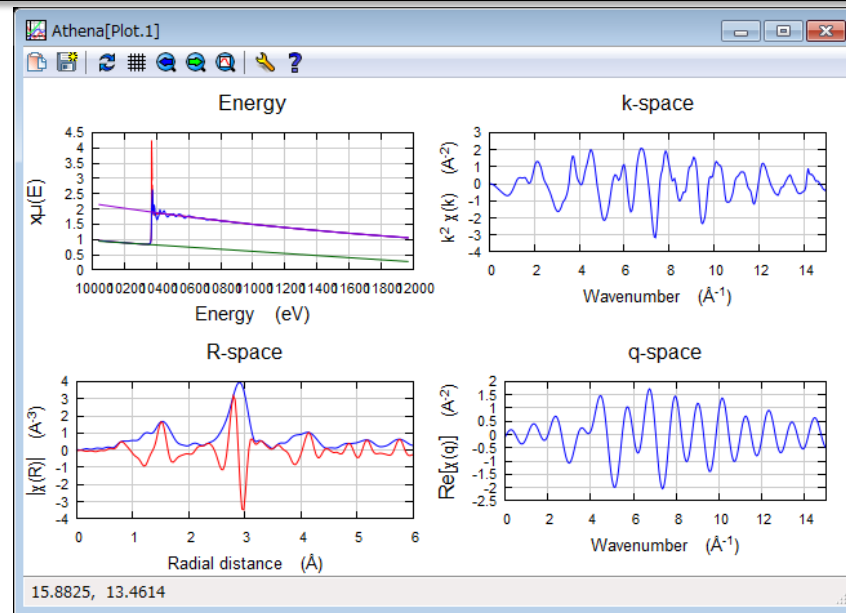 Athena[Plot.1]
Energy
4.5
4
3.5
3
2.5
2
1.5
1
0.5
0
xμ(E)
10000 10200 10400 10600 10800 11000 11200 11400 11600 11800 12000
Energy (eV)
k-space
3
2
1
0
-1
-2
-3
-4
k² χ(k) (Å⁻²)
0 2 4 6 8 10 12 14
Wavenumber (Å⁻¹)
R-space
4
3
2
1
0
-1
-2
-3
-4
|χ(R)| (Å⁻³)
0 1 2 3 4 5 6
Radial distance (Å)
q-space
2
1.5
1
0.5
0
-0.5
-1
-1.5
-2
-2.5
Re[χ(q)] (Å⁻²)
0 2 4 6 8 10 12 14
Wavenumber (Å⁻¹)
15.8825, 13.4614